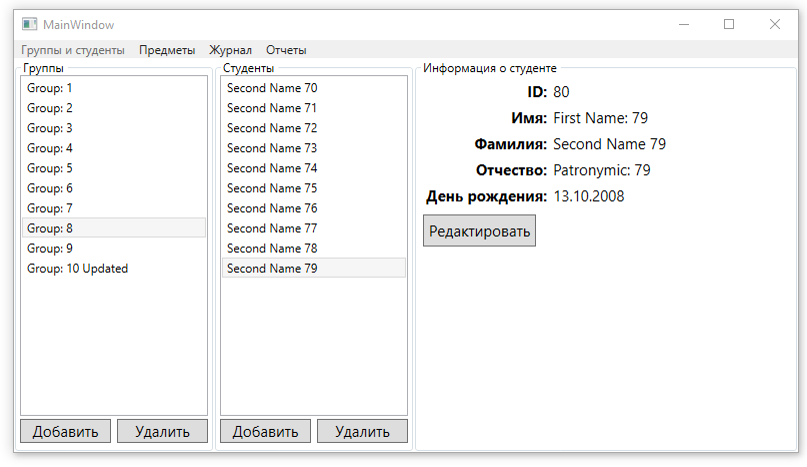 MainWindow
Группы и студенты Предметы Журнал Отчеты
Группы
Group: 1
Group: 2
Group: 3
Group: 4
Group: 5
Group: 6
Group: 7
Group: 8
Group: 9
Group: 10 Updated
Добавить Удалить
Студенты
Second Name 70
Second Name 71
Second Name 72
Second Name 73
Second Name 74
Second Name 75
Second Name 76
Second Name 77
Second Name 78
Second Name 79
Добавить Удалить
Информация о студенте
ID: 80
Имя: First Name: 79
Фамилия: Second Name 79
Отчество: Patronymic: 79
День рождения: 13.10.2008
Редактировать